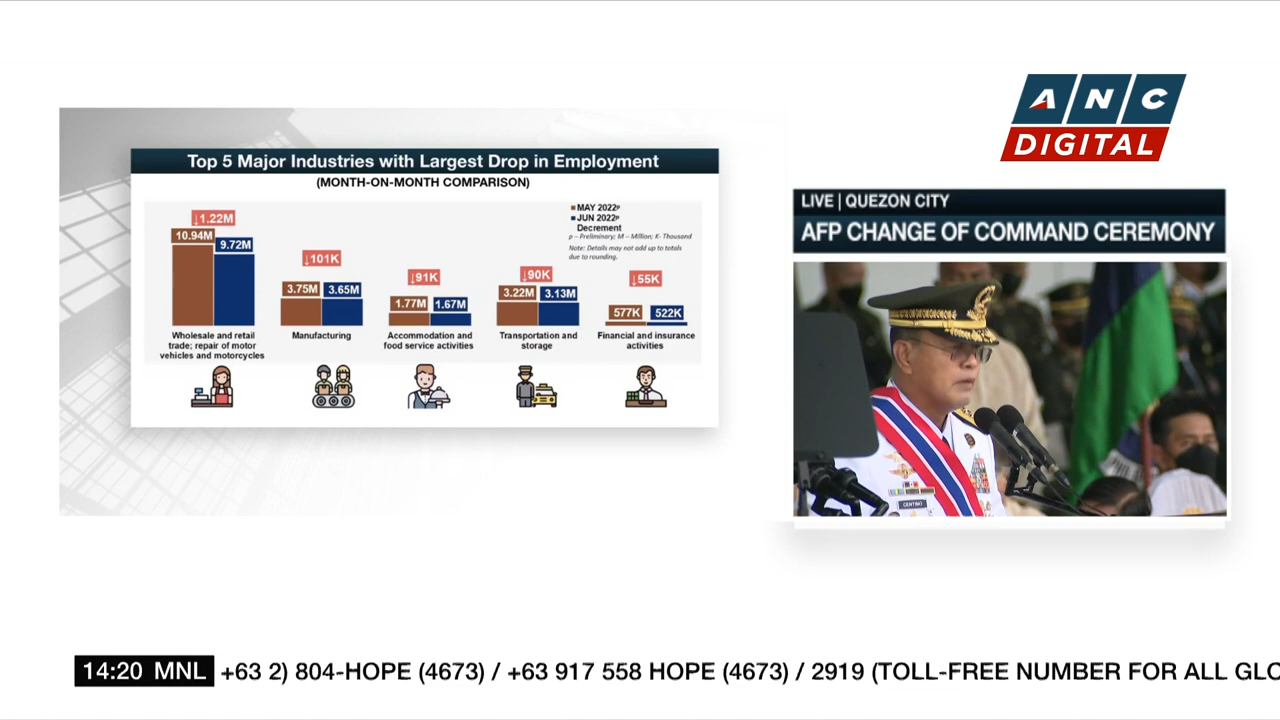 ANC
DIGITAL
Top 5 Major Industries with Largest Drop in Employment
(MONTH-ON-MONTH COMPARISON)
MAY 2022p
JUN 2022p
Decrement
p – Preliminary; M – Million; K- Thousand
Note: Details may not add up to totals
due to rounding.
↓1.22M
10.94M
9.72M
↓101K
3.75M
3.65M
↓91K
1.77M
1.67M
↓90K
3.22M
3.13M
↓55K
577K
522K
Wholesale and retail
trade; repair of motor
vehicles and motorcycles
Manufacturing
Accommodation and
food service activities
Transportation and
storage
Financial and insurance
activities
LIVE | QUEZON CITY
AFP CHANGE OF COMMAND CEREMONY
CENTINO
14:20 MNL
+63 2) 804-HOPE (4673) / +63 917 558 HOPE (4673) / 2919 (TOLL-FREE NUMBER FOR ALL GLO